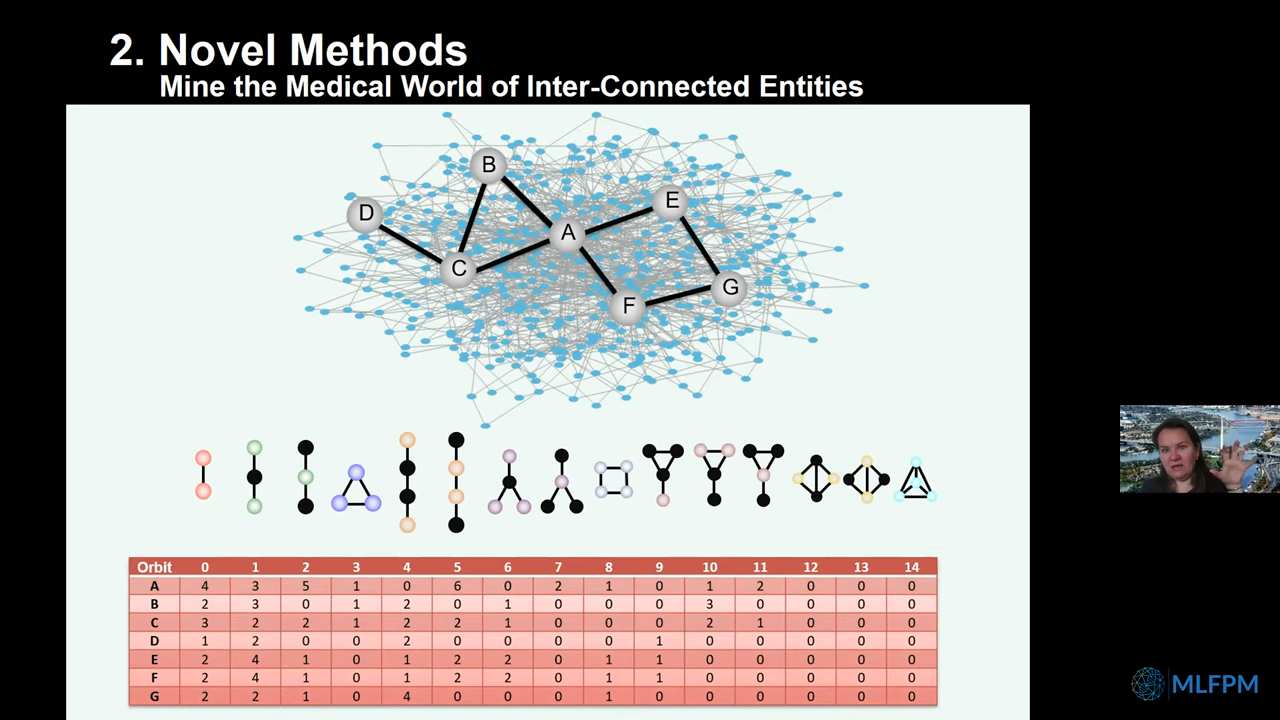 2. Novel Methods
Mine the Medical World of Inter-Connected Entities
B
D
E
A
C
G
F
Orbit 0 1 2 3 4 5 6 7 8 9 10 11 12 13 14
A 4 3 5 1 0 6 0 2 1 0 1 2 0 0 0
B 2 3 0 1 2 0 1 0 0 0 3 0 0 0 0
C 3 2 2 1 2 2 1 0 0 0 2 1 0 0 0
D 1 2 0 0 2 0 0 0 0 1 0 0 0 0 0
E 2 4 1 0 1 2 2 0 1 1 0 0 0 0 0
F 2 4 1 0 1 2 2 0 1 1 0 0 0 0 0
G 2 2 1 0 4 0 0 0 1 0 0 0 0 0 0
MLFPM